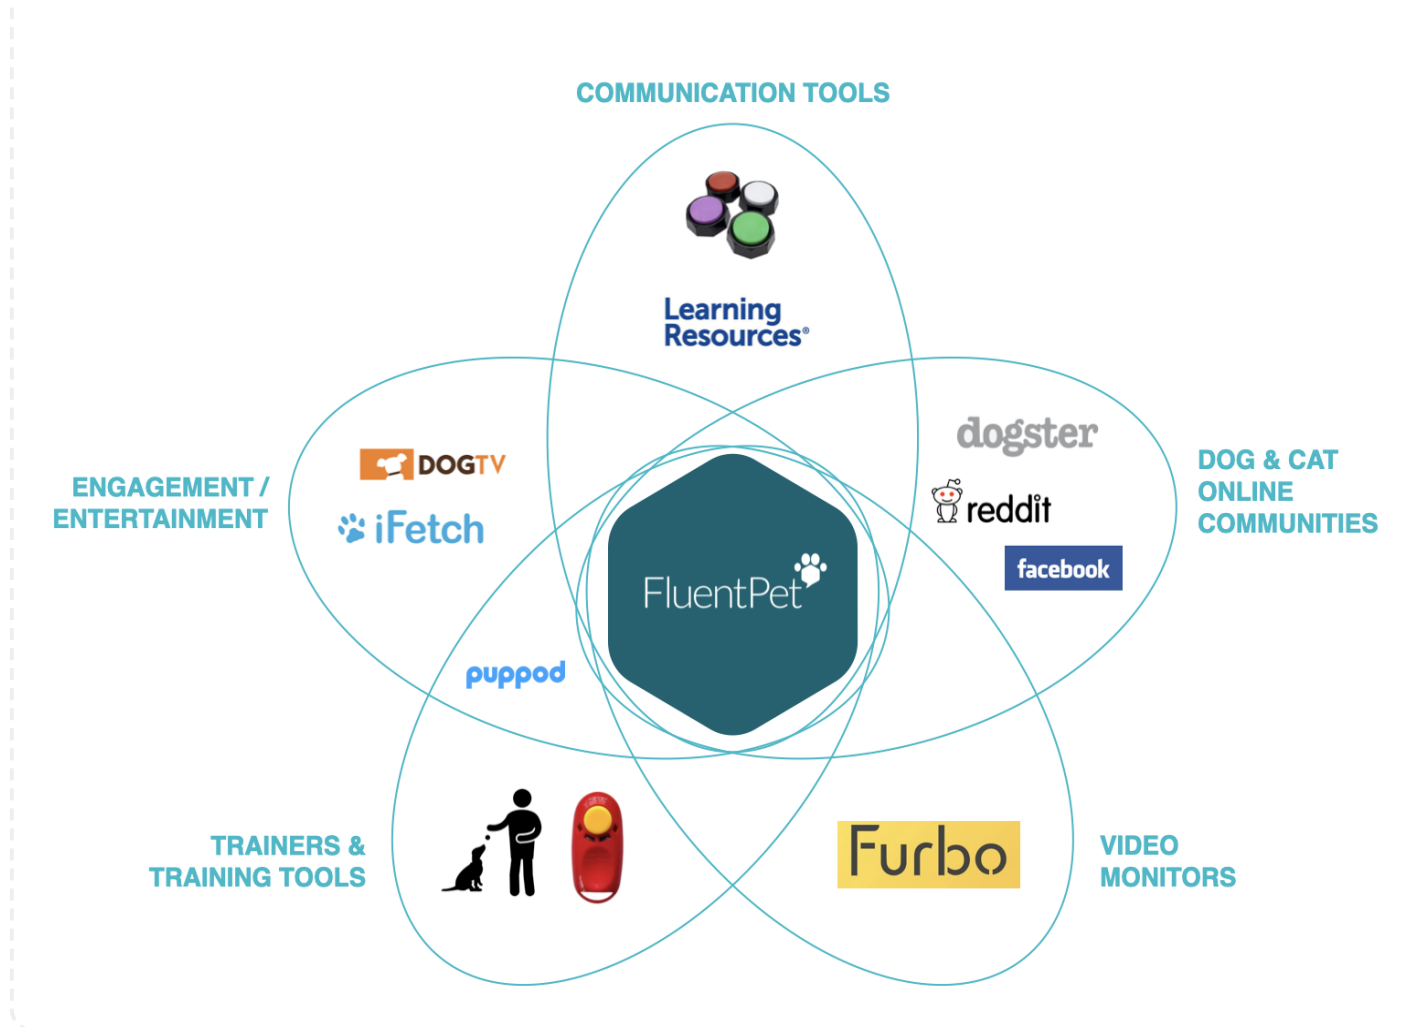 COMMUNICATION TOOLS
Learning
Resources®
dogster
reddit
facebook
DOG & CAT
ONLINE
COMMUNITIES
DOGTV
iFetch
ENGAGEMENT /
ENTERTAINMENT
FluentPet
puppod
TRAINERS &
TRAINING TOOLS
Furbo
VIDEO
MONITORS